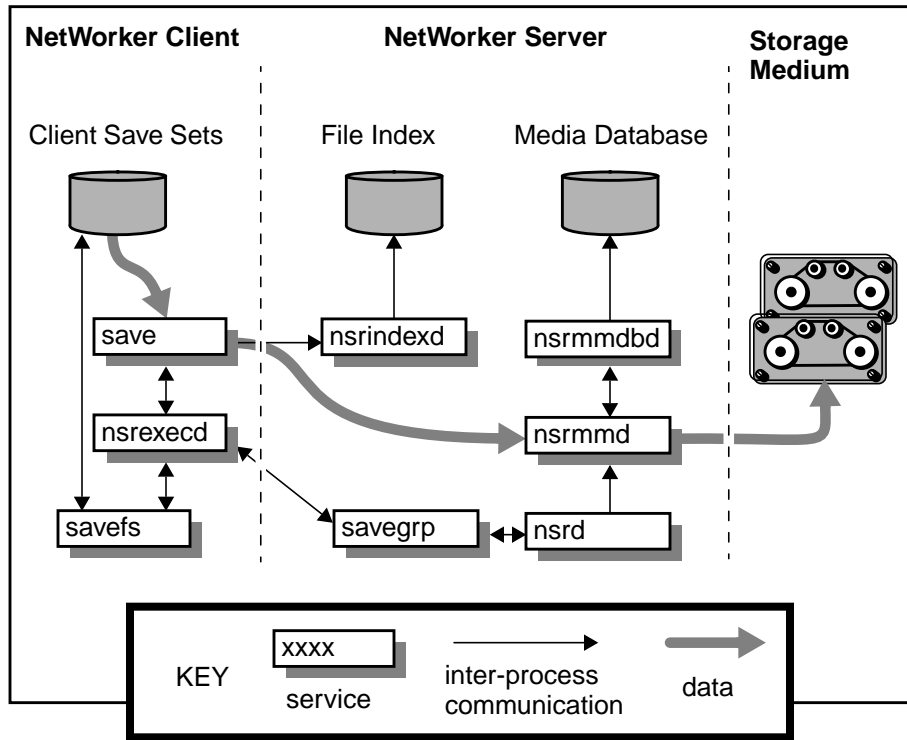 NetWorker Client
NetWorker Server
Storage
Medium
Client Save Sets
File Index
Media Database
save
nsrindexd
nsrmmdbd
nsrexecd
nsrmmd
savefs
savegrp
nsrd
KEY
xxxx
service
inter-process
communication
data